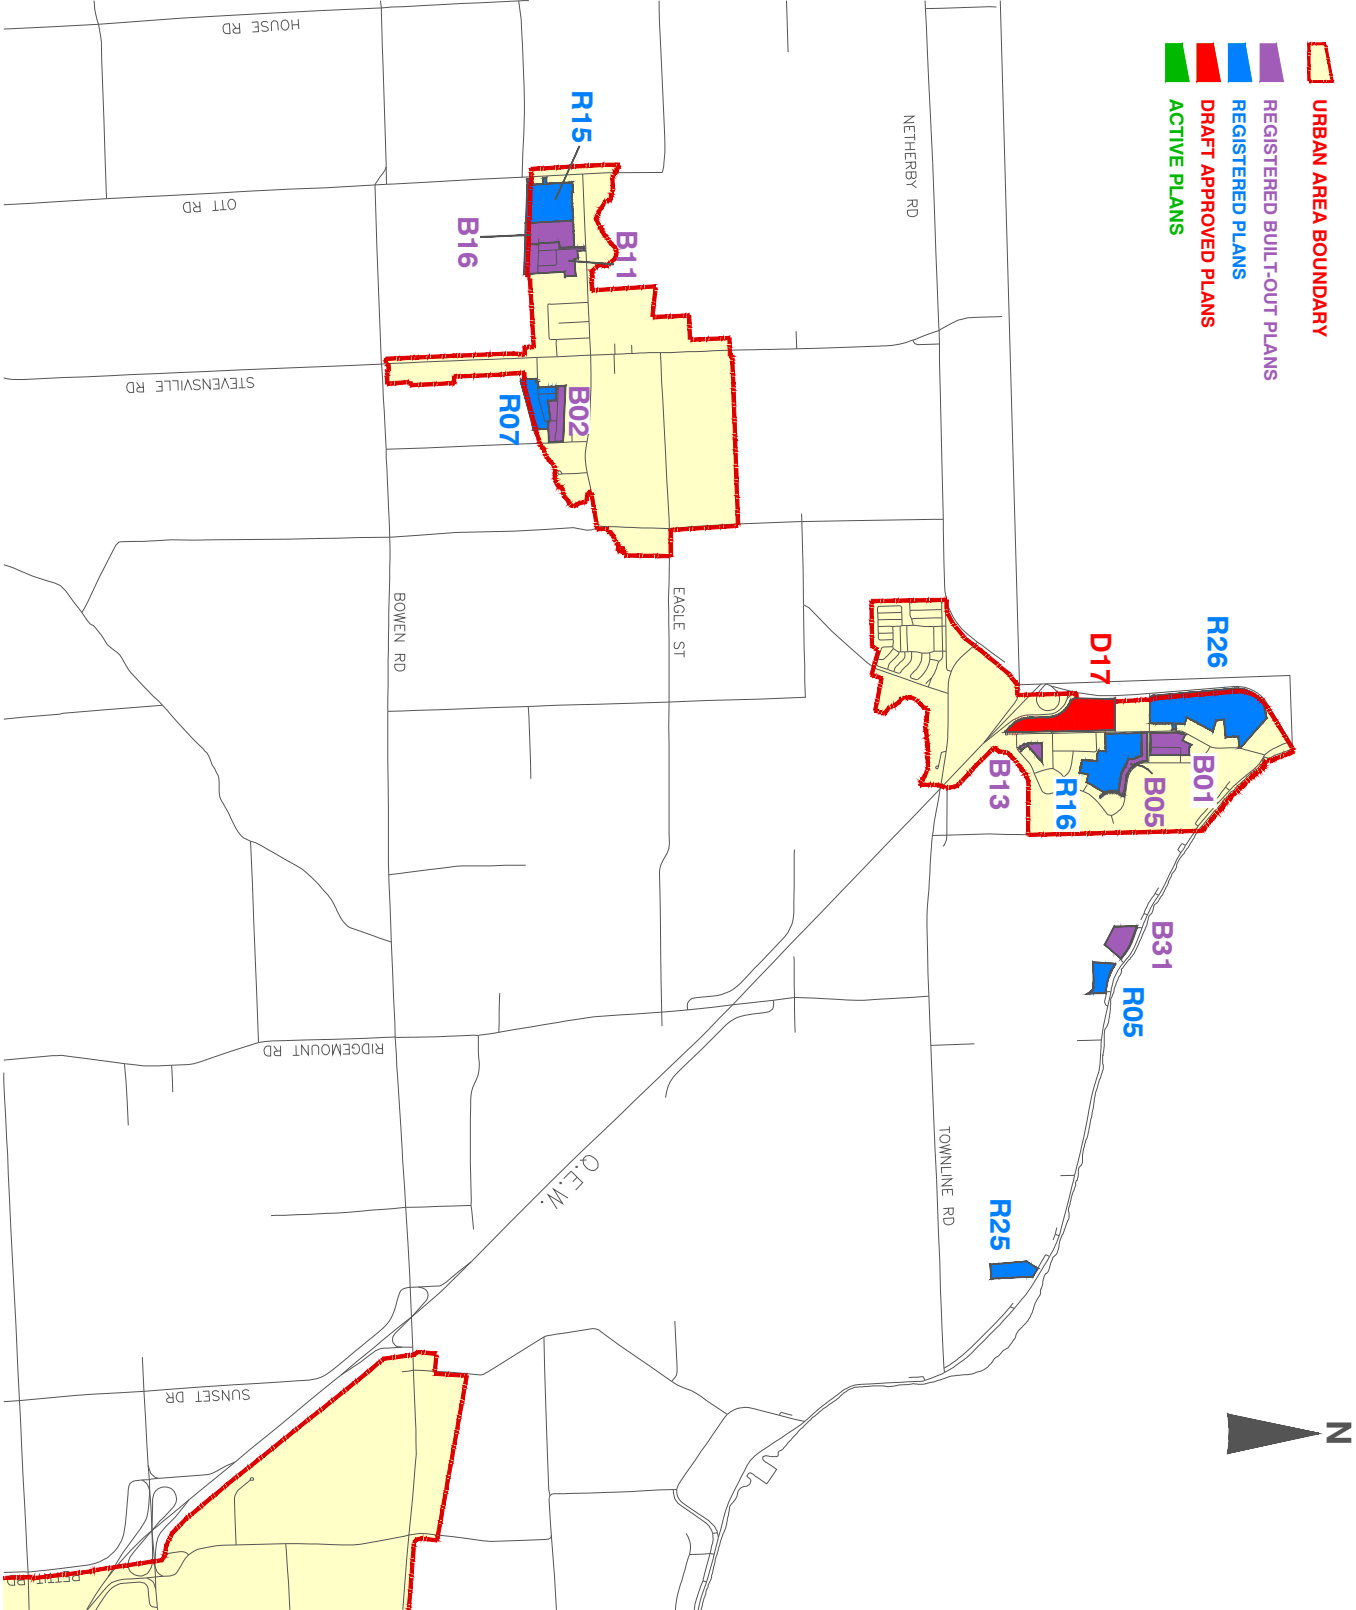 URBAN AREA BOUNDARY
REGISTERED BUILT-OUT PLANS
REGISTERED PLANS
DRAFT APPROVED PLANS
ACTIVE PLANS
N
HOUSE RD
OTT RD
STEVENSVILLE RD
BOWEN RD
EAGLE ST
NETHERBY RD
TOWNLINE RD
RIDGEMOUNT RD
Q.E.W.
SUNSET DR
PETTIT RD
R15
B16
B11
R07
B02
D17
R26
B01
B05
R16
B13
B31
R05
R25